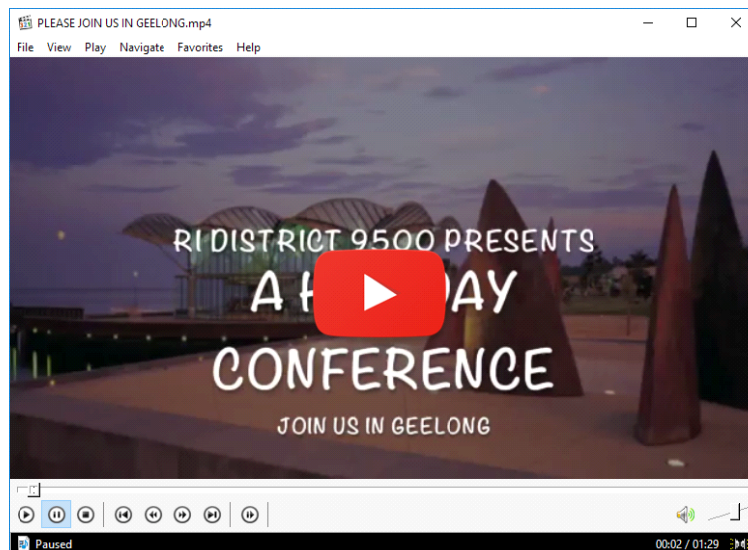 PLEASE JOIN US IN GEELONG.mp4
File View Play Navigate Favorites Help
RI DISTRICT 9500 PRESENTS
A
CONFERENCE
JOIN US IN GEELONG
Paused
00:02 / 01:29